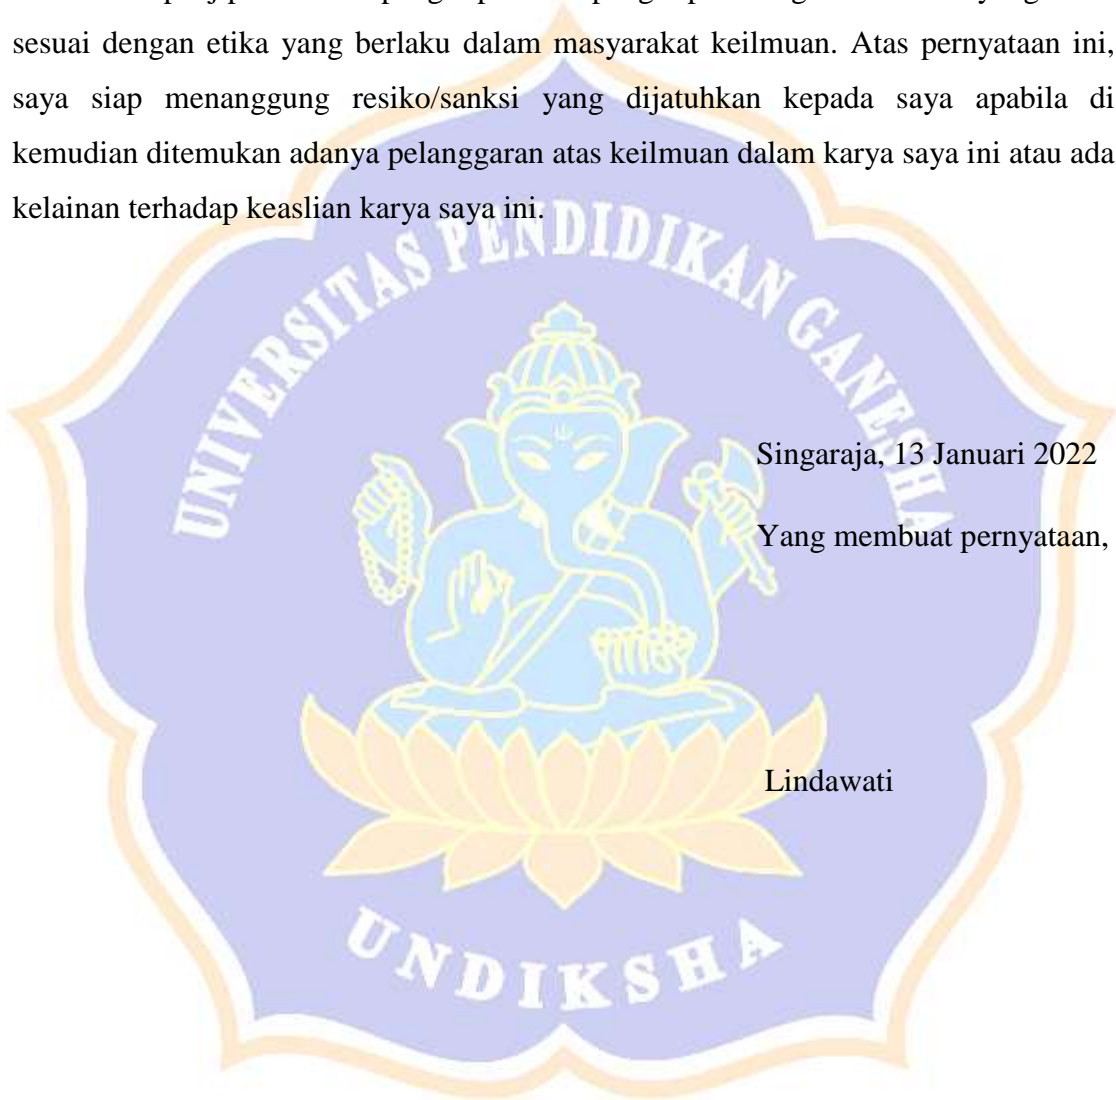 sesuai dengan etika yang berlaku dalam masyarakat keilmuan. Atas pernyataan ini,
saya siap menanggung resiko/sanksi yang dijatuhkan kepada saya apabila di
kemudian ditemukan adanya pelanggaran atas keilmuan dalam karya saya ini atau ada
kelainan terhadap keaslian karya saya ini.
UNIVERSITAS PENDIDIKAN GANESHA
Singaraja, 13 Januari 2022
Yang membuat pernyataan,
Lindawati
UNDIKSHA